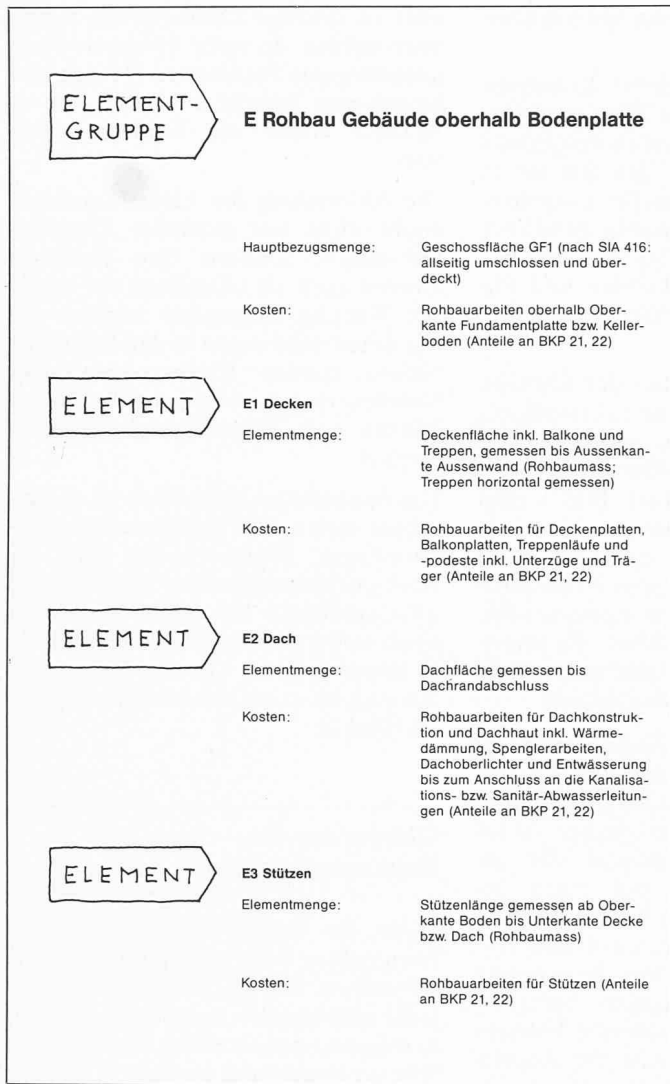 ELEMENT-
GRUPPE
E Rohbau Gebäude oberhalb Bodenplatte
Hauptbezugsmenge: Geschossfläche GF1 (nach SIA 416:
allseitig umschlossen und über-
deckt)
Kosten: Rohbauarbeiten oberhalb Ober-
kante Fundamentplatte bzw. Keller-
boden (Anteile an BKP 21, 22)
ELEMENT
E1 Decken
Elementmenge: Deckenfläche inkl. Balkone und
Treppen, gemessen bis Aussenkan-
te Aussenwand (Rohbaumass;
Treppen horizontal gemessen)
Kosten: Rohbauarbeiten für Deckenplatten,
Balkonplatten, Treppenläufe und
-podeste inkl. Unterzüge und Trä-
ger (Anteile an BKP 21, 22)
ELEMENT
E2 Dach
Elementmenge: Dachfläche gemessen bis
Dachrandabschluss
Kosten: Rohbauarbeiten für Dachkonstruk-
tion und Dachhaut inkl. Wärme-
dämmung, Spenglerarbeiten,
Dachoberlichter und Entwässerung
bis zum Anschluss an die Kanalisa-
tions- bzw. Sanitär-Abwasserleitun-
gen (Anteile an BKP 21, 22)
ELEMENT
E3 Stützen
Elementmenge: Stützenlänge gemessen ab Ober-
kante Boden bis Unterkante Decke
bzw. Dach (Rohbaumass)
Kosten: Rohbauarbeiten für Stützen (Anteile
an BKP 21, 22)